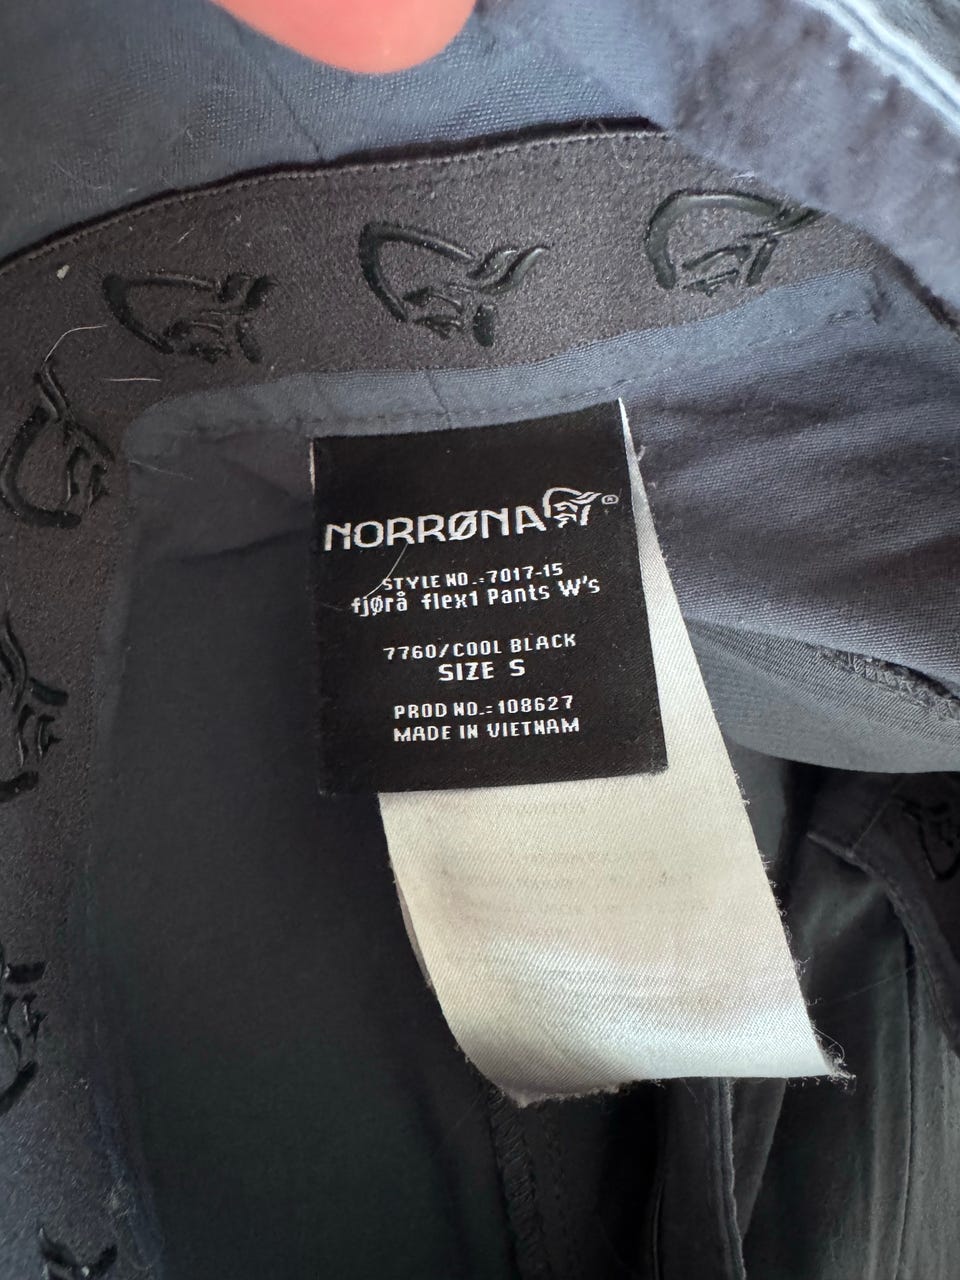 NORRØNA®
STYLE NO.:7017-15
fjørå flex1 Pants W's
7760/COOL BLACK
SIZE S
PROD NO.:108627
MADE IN VIETNAM